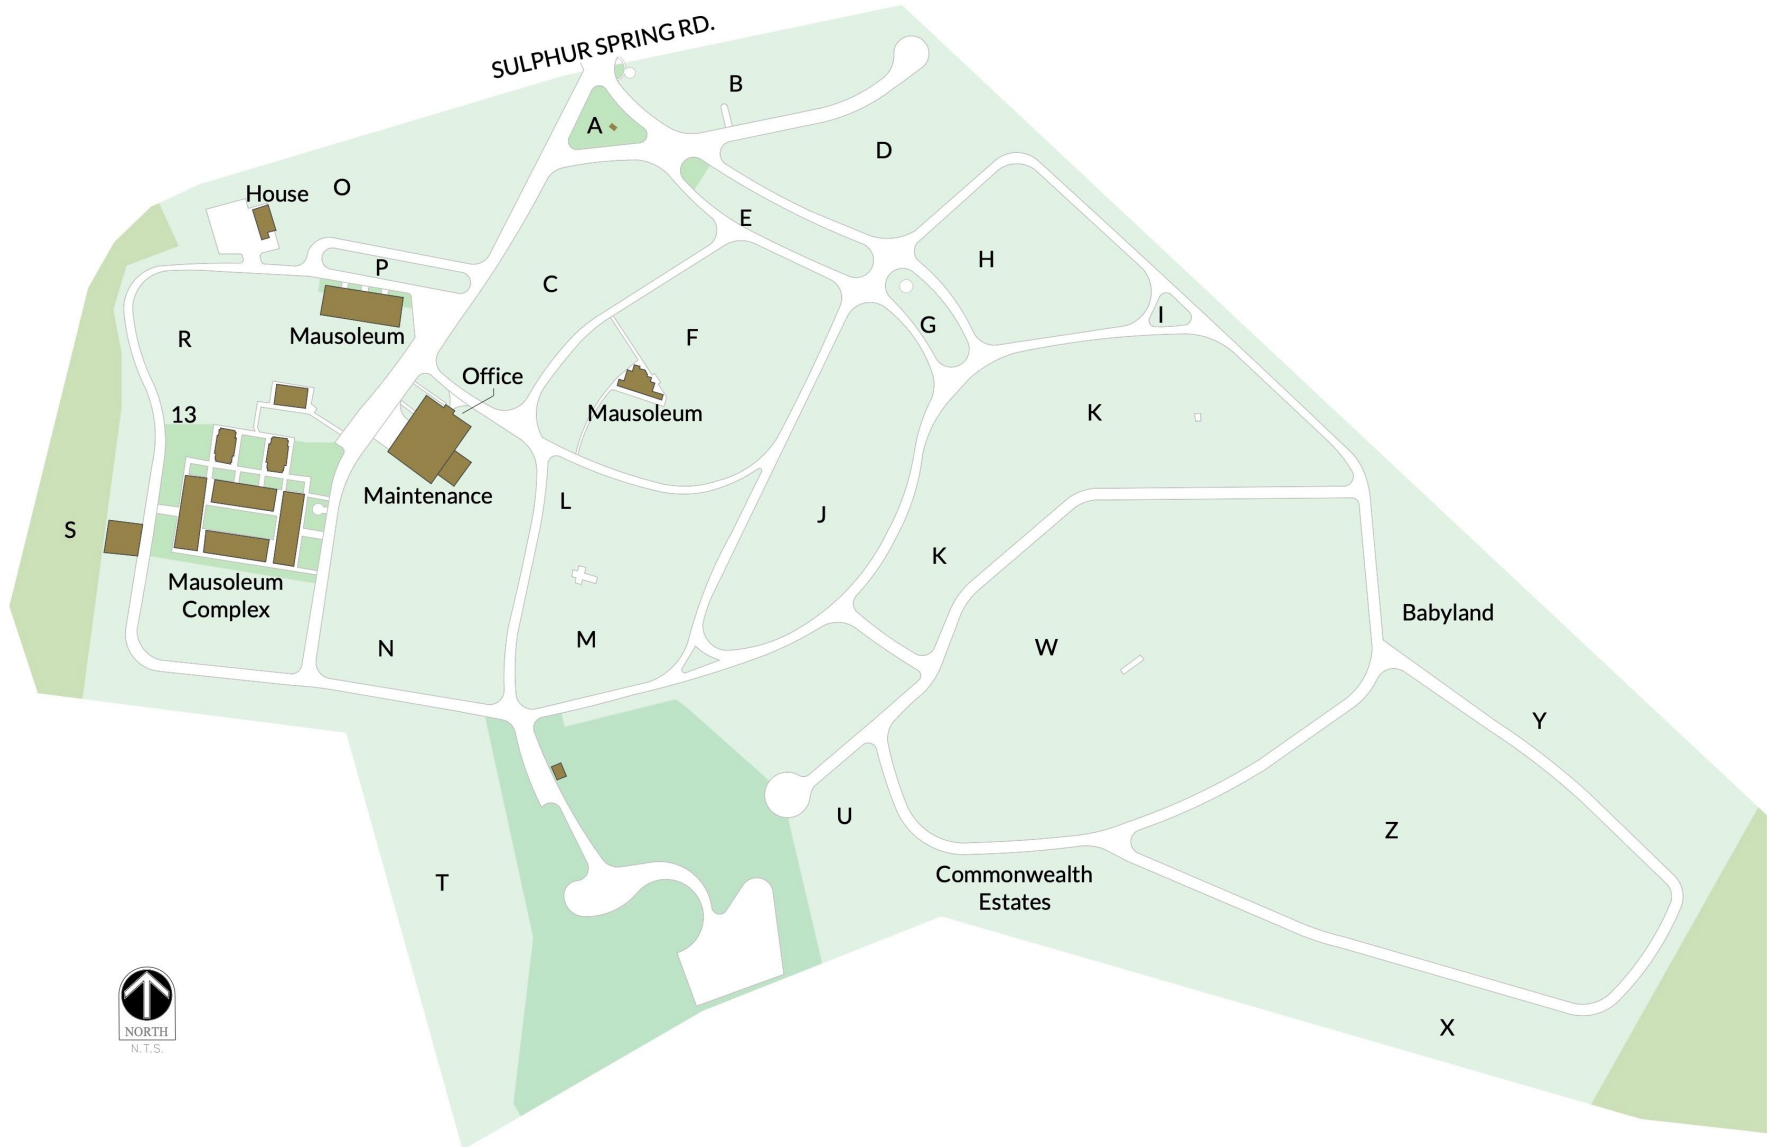 SULPHUR SPRING RD.
B
A
D
House
O
E
H
P
C
I
G
Mausoleum
R
F
Office
Mausoleum
13
K
Maintenance
L
J
S
K
Mausoleum
Complex
Babyland
M
W
N
Y
U
Z
Commonwealth
Estates
T
X
NORTH
N.T.S.